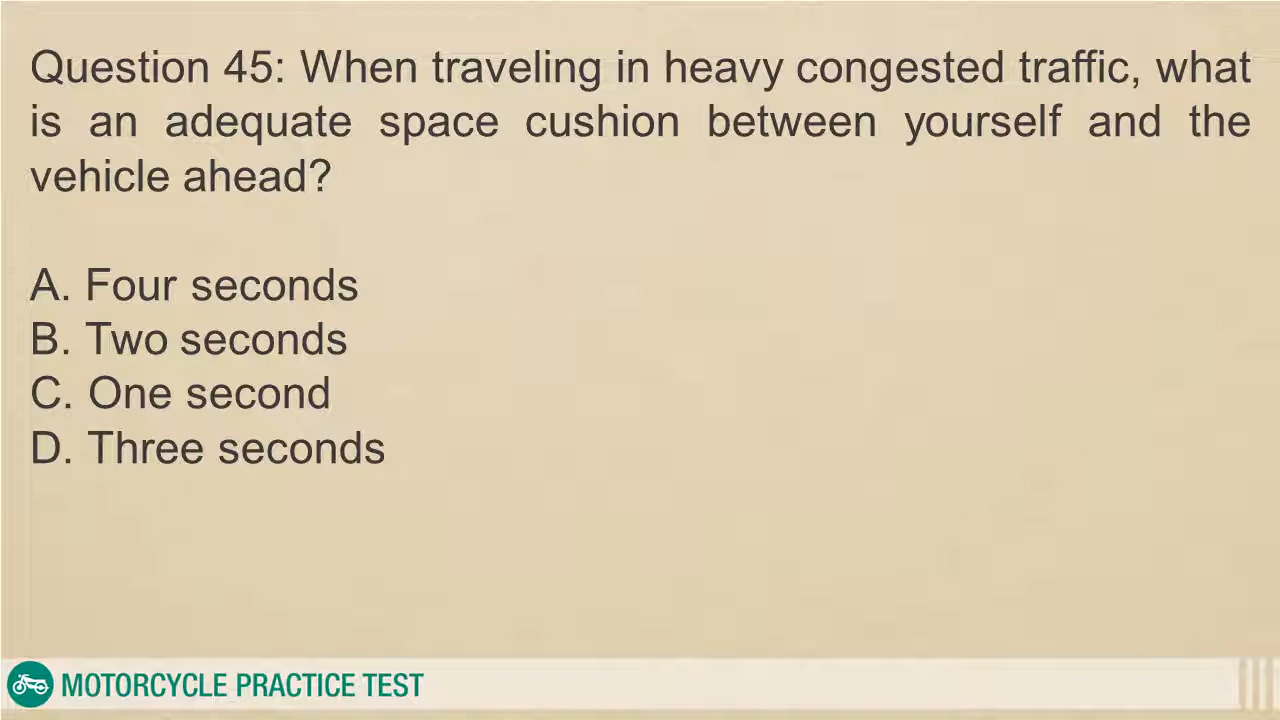 Question 45: When traveling in heavy congested traffic, what
is an adequate space cushion between yourself and the
vehicle ahead?
A. Four seconds
B. Two seconds
C. One second
D. Three seconds
MOTORCYCLE PRACTICE TEST